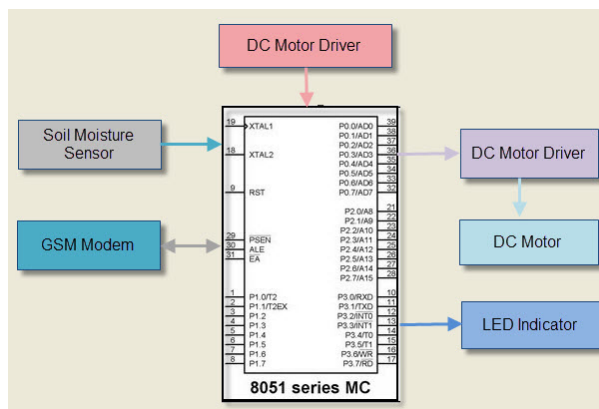 DC Motor Driver
Soil Moisture
Sensor
GSM Modem
19
XTAL1
18
XTAL2
9
RST
29
PSEN
30
ALE
31
EA
1
P1.0/T2
2
P1.1/T2EX
3
P1.2
4
P1.3
5
P1.4
6
P1.5
7
P1.6
8
P1.7
P0.0/AD0
39
P0.1/AD1
38
P0.2/AD2
37
P0.3/AD3
36
P0.4/AD4
35
P0.5/AD5
34
P0.6/AD6
33
P0.7/AD7
32
P2.0/A8
21
P2.1/A9
22
P2.2/A10
23
P2.3/A11
24
P2.4/A12
25
P2.5/A13
26
P2.6/A14
27
P2.7/A15
28
P3.0/RXD
10
P3.1/TXD
11
P3.2/INT0
12
P3.3/INT1
13
P3.4/T0
14
P3.5/T1
15
P3.6/WR
16
P3.7/RD
17
8051 series MC
DC Motor Driver
DC Motor
LED Indicator